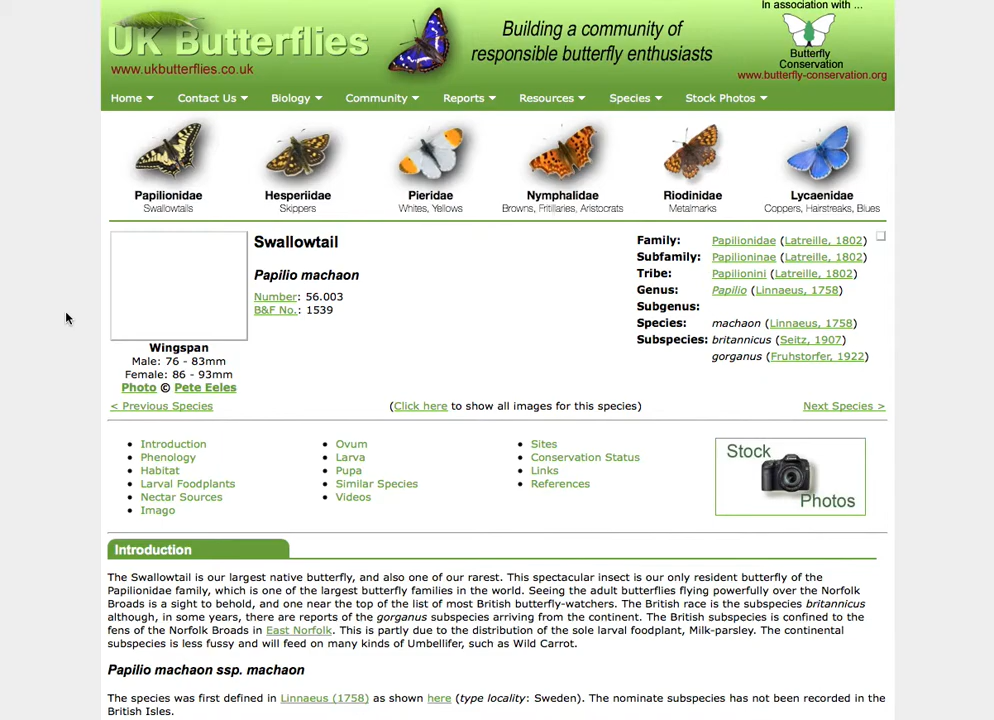 In association with ...
UK Butterflies
www.ukbutterflies.co.uk
Building a community of
responsible butterfly enthusiasts
Butterfly
Conservation
www.butterfly-conservation.org
Home Contact Us Biology Community Reports Resources Species Stock Photos
Papilionidae Hesperiidae Pieridae Nymphalidae Riodinidae Lycaenidae
Swallowtails Skippers Whites, Yellows Browns, Fritillaries, Aristocrats Metalmarks Coppers, Hairstreaks, Blues
Swallowtail
Papilio machaon
Number: 56.003
B&F No.: 1539
Family: Papilionidae (Latreille, 1802)
Subfamily: Papilioninae (Latreille, 1802)
Tribe: Papilionini (Latreille, 1802)
Genus: Papilio (Linnaeus, 1758)
Subgenus:
Species: machaon (Linnaeus, 1758)
Subspecies: britannicus (Seitz, 1907)
gorganus (Fruhstorfer, 1922)
Wingspan
Male: 76 - 83mm
Female: 86 - 93mm
Photo © Pete Eeles
< Previous Species (Click here to show all images for this species) Next Species >
Introduction
Phenology
Habitat
Larval Foodplants
Nectar Sources
Imago
Ovum
Larva
Pupa
Similar Species
Videos
Sites
Conservation Status
Links
References
Stock
Photos
Introduction
The Swallowtail is our largest native butterfly, and also one of our rarest. This spectacular insect is our only resident butterfly of the
Papilionidae family, which is one of the largest butterfly families in the world. Seeing the adult butterflies flying powerfully over the Norfolk
Broads is a sight to behold, and one near the top of the list of most British butterfly-watchers. The British race is the subspecies britannicus
although, in some years, there are reports of the gorganus subspecies arriving from the continent. The British subspecies is confined to the
fens of the Norfolk Broads in East Norfolk. This is partly due to the distribution of the sole larval foodplant, Milk-parsley. The continental
subspecies is less fussy and will feed on many kinds of Umbellifer, such as Wild Carrot.
Papilio machaon ssp. machaon
The species was first defined in Linnaeus (1758) as shown here (type locality: Sweden). The nominate subspecies has not been recorded in the
British Isles.